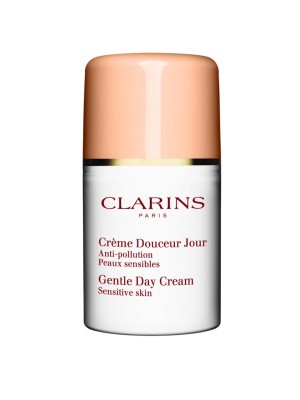 CLARINS
PARIS
Crème Douceur Jour
Anti-pollution
Peaux sensibles
Gentle Day Cream
Sensitive skin